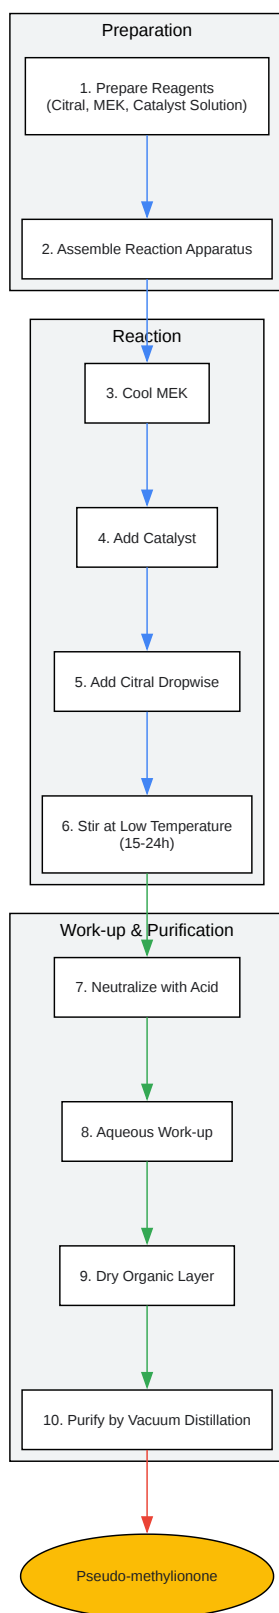 Preparation
1. Prepare Reagents
(Citral, MEK, Catalyst Solution)
2. Assemble Reaction Apparatus
Reaction
3. Cool MEK
4. Add Catalyst
5. Add Citral Dropwise
6. Stir at Low Temperature
(15-24h)
Work-up & Purification
7. Neutralize with Acid
8. Aqueous Work-up
9. Dry Organic Layer
10. Purify by Vacuum Distillation
Pseudo-methylionone